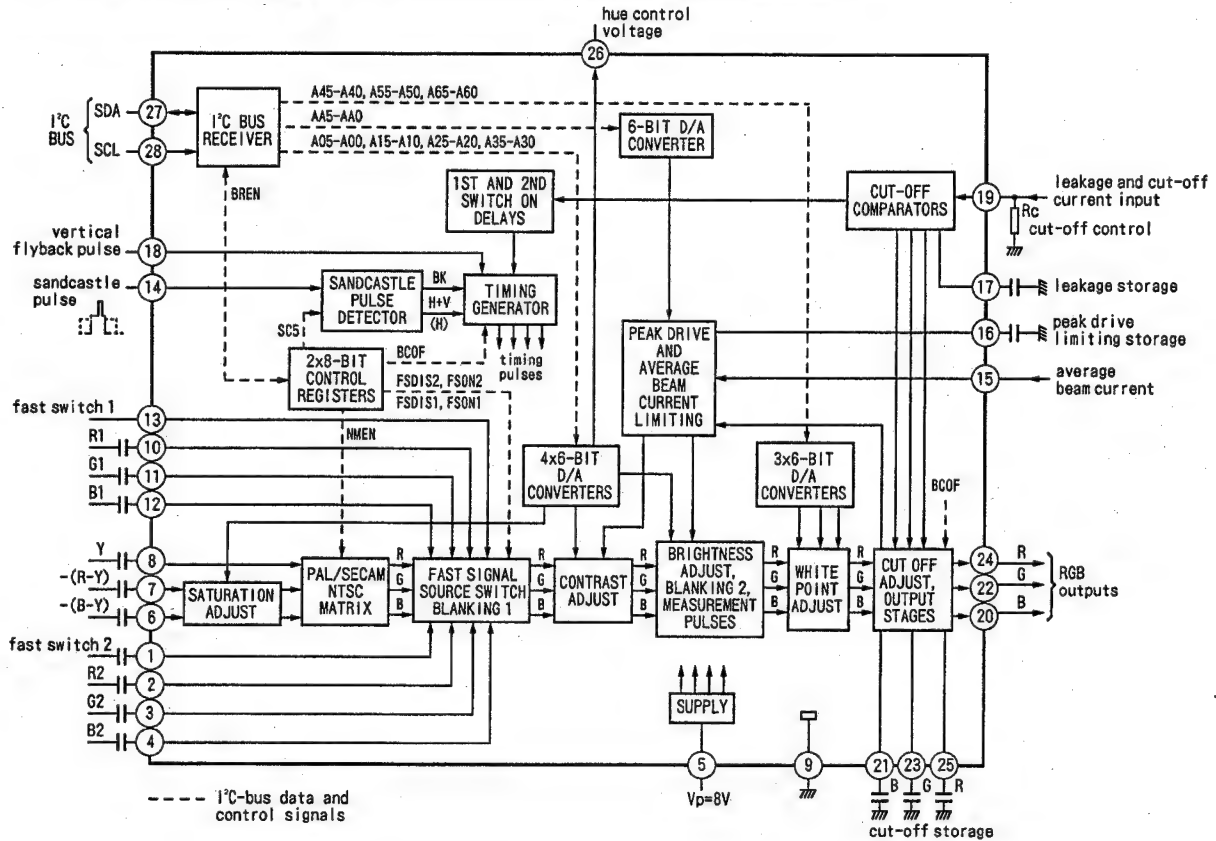 hue control
voltage
26
I²C
BUS
SDA
27
SCL
28
I²C BUS
RECEIVER
A45-A40, A55-A50, A65-A60
AA5-AA0
A05-A00, A15-A10, A25-A20, A35-A30
6-BIT D/A
CONVERTER
BREN
1ST AND 2ND
SWITCH ON
DELAYS
CUT-OFF
COMPARATORS
19
leakage and cut-off
current input
Rc
cut-off control
vertical
flyback pulse
18
sandcastle
pulse
14
SANDCASTLE
PULSE
DETECTOR
BK
H+V
(H)
TIMING
GENERATOR
17
leakage storage
16
peak drive
limiting storage
15
average
beam current
SC5
2x8-BIT
CONTROL
REGISTERS
BCOF
timing
pulses
FSDIS2, FSON2
FSDIS1, FSON1
NMEN
PEAK DRIVE
AND
AVERAGE
BEAM
CURRENT
LIMITING
fast switch 1
13
R1
10
G1
11
B1
12
4x6-BIT
D/A
CONVERTERS
3x6-BIT
D/A
CONVERTERS
BCOF
Y
8
-(R-Y)
7
-(B-Y)
6
SATURATION
ADJUST
PAL/SECAM
NTSC
MATRIX
R
G
B
FAST SIGNAL
SOURCE SWITCH
BLANKING 1
R
G
B
CONTRAST
ADJUST
R
G
B
BRIGHTNESS
ADJUST,
BLANKING 2,
MEASUREMENT
PULSES
R
G
B
WHITE
POINT
ADJUST
R
G
B
CUT OFF
ADJUST,
OUTPUT
STAGES
24
R
22
G
20
B
RGB
outputs
fast switch 2
1
R2
2
G2
3
B2
4
SUPPLY
5
Vp=8V
9
21
B
23
G
25
R
cut-off storage
I²C-bus data and
control signals